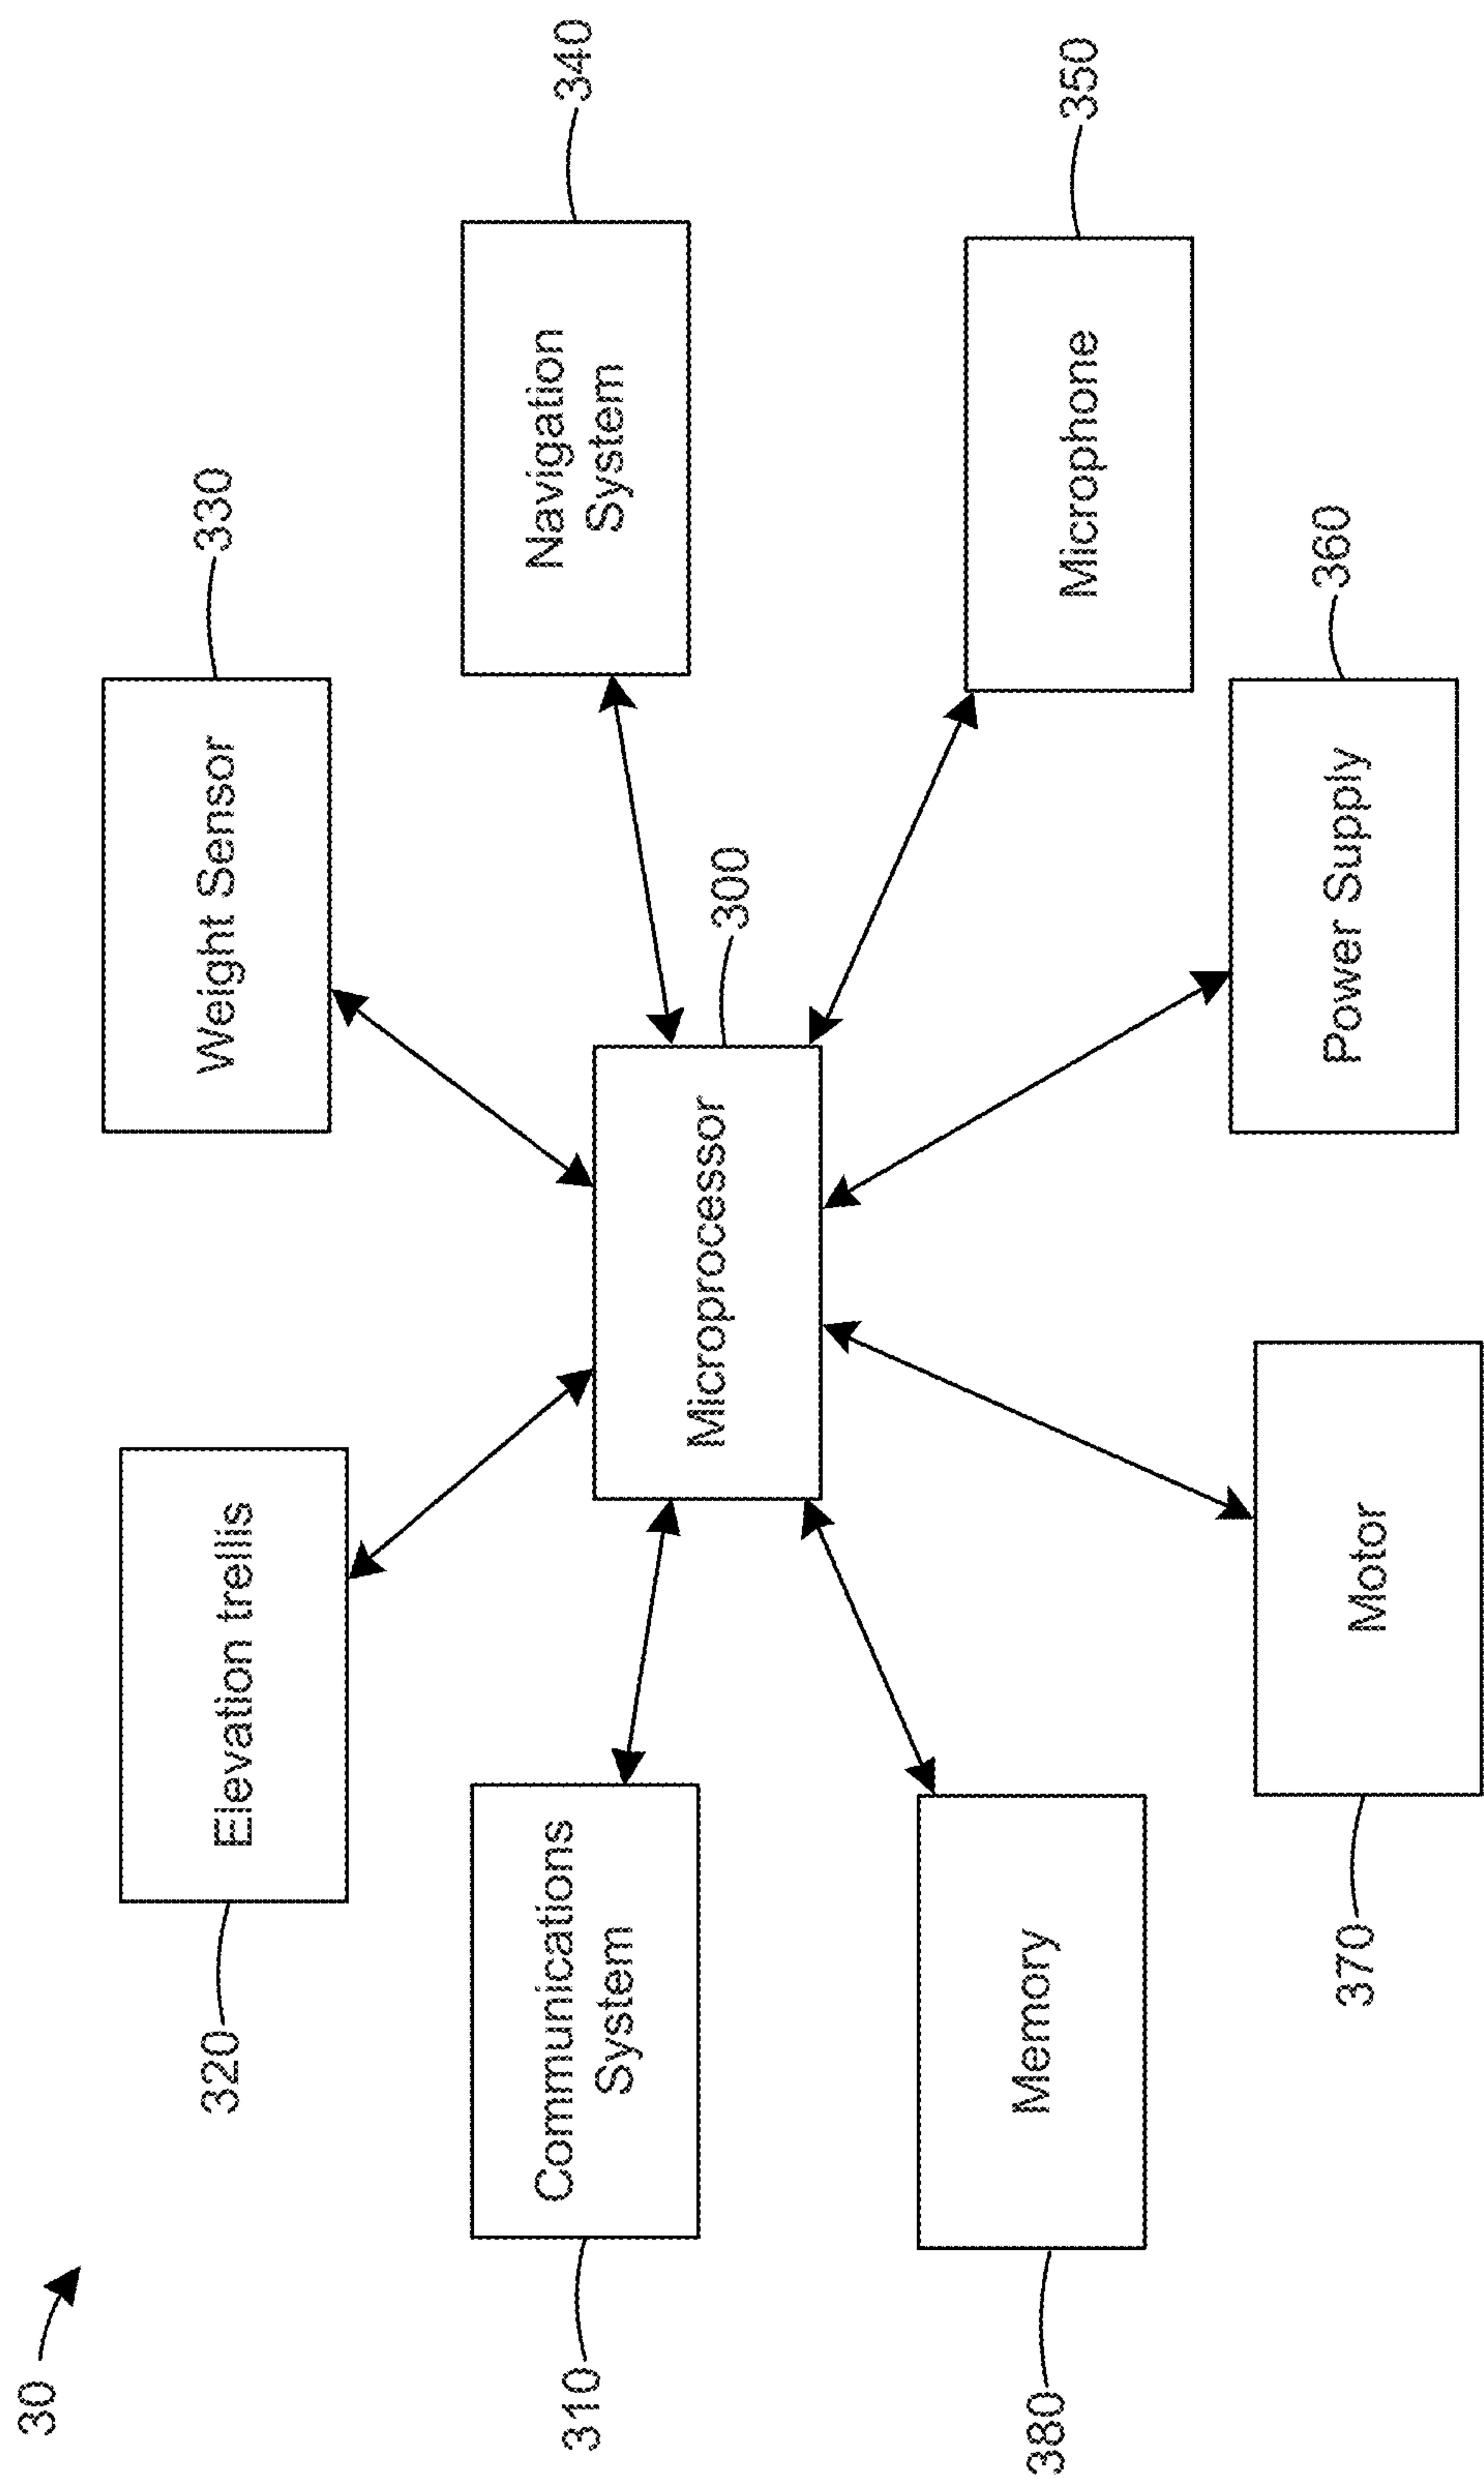 30
320
Elevation trellis
Weight Sensor
330
310
Communications
System
Microprocessor
300
Navigation
System
340
380
Memory
Microphone
350
370
Motor
Power Supply
360